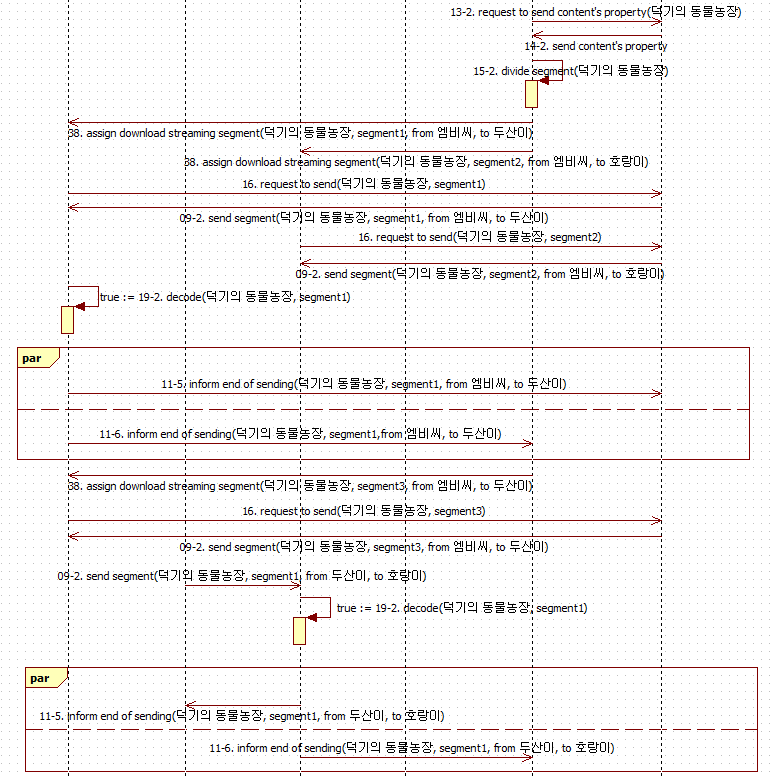 13-2. request to send content's property(덕기의 동물농장)
14-2. send content's property
15-2. divide segment(덕기의 동물농장)
38. assign download streaming segment(덕기의 동물농장, segment1, from 엠비씨, to 두산이)
38. assign download streaming segment(덕기의 동물농장, segment2, from 엠비씨, to 호랑이)
16. request to send(덕기의 동물농장, segment1)
09-2. send segment(덕기의 동물농장, segment1, from 엠비씨, to 두산이)
16. request to send(덕기의 동물농장, segment2)
09-2. send segment(덕기의 동물농장, segment2, from 엠비씨, to 호랑이)
true := 19-2. decode(덕기의 동물농장, segment1)
par
11-5. inform end of sending(덕기의 동물농장, segment1, from 엠비씨, to 두산이)
11-6. inform end of sending(덕기의 동물농장, segment1,from 엠비씨, to 두산이)
38. assign download streaming segment(덕기의 동물농장, segment3, from 엠비씨, to 두산이)
16. request to send(덕기의 동물농장, segment3)
09-2. send segment(덕기의 동물농장, segment3, from 엠비씨, to 두산이)
09-2. send segment(덕기의 동물농장, segment1, from 두산이, to 호랑이)
true := 19-2. decode(덕기의 동물농장, segment1)
par
11-5. inform end of sending(덕기의 동물농장, segment1, from 두산이, to 호랑이)
11-6. inform end of sending(덕기의 동물농장, segment1, from 두산이, to 호랑이)